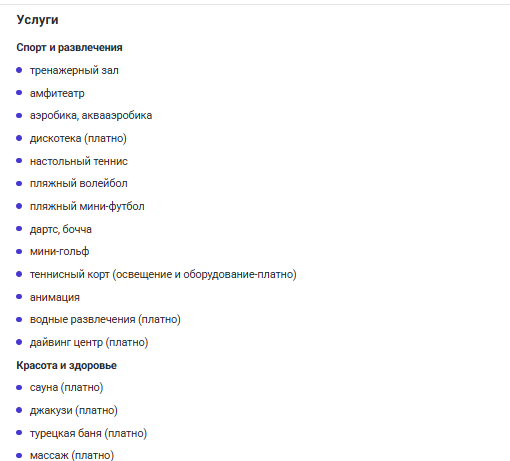 Услуги
Спорт и развлечения
тренажерный зал
амфитеатр
аэробика, аквааэробика
дискотека (платно)
настольный теннис
пляжный волейбол
пляжный мини-футбол
дартс, бочча
мини-гольф
теннисный корт (освещение и оборудование-платно)
анимация
водные развлечения (платно)
дайвинг центр (платно)
Красота и здоровье
сауна (платно)
джакузи (платно)
турецкая баня (платно)
массаж (платно)